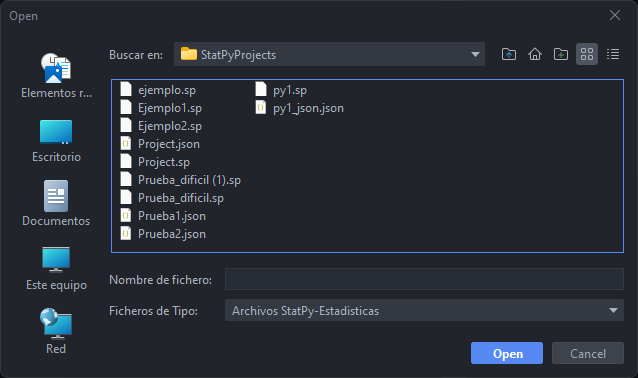 Open
Buscar en:
StatPyProjects
Elementos r...
Escritorio
Documentos
Este equipo
Red
ejemplo.sp
Ejemplo1.sp
Ejemplo2.sp
Project.json
Project.sp
Prueba_dificil (1).sp
Prueba_dificil.sp
Prueba1.json
Prueba2.json
py1.sp
py1_json.json
Nombre de fichero:
Ficheros de Tipo:
Archivos StatPy-Estadisticas
Open
Cancel